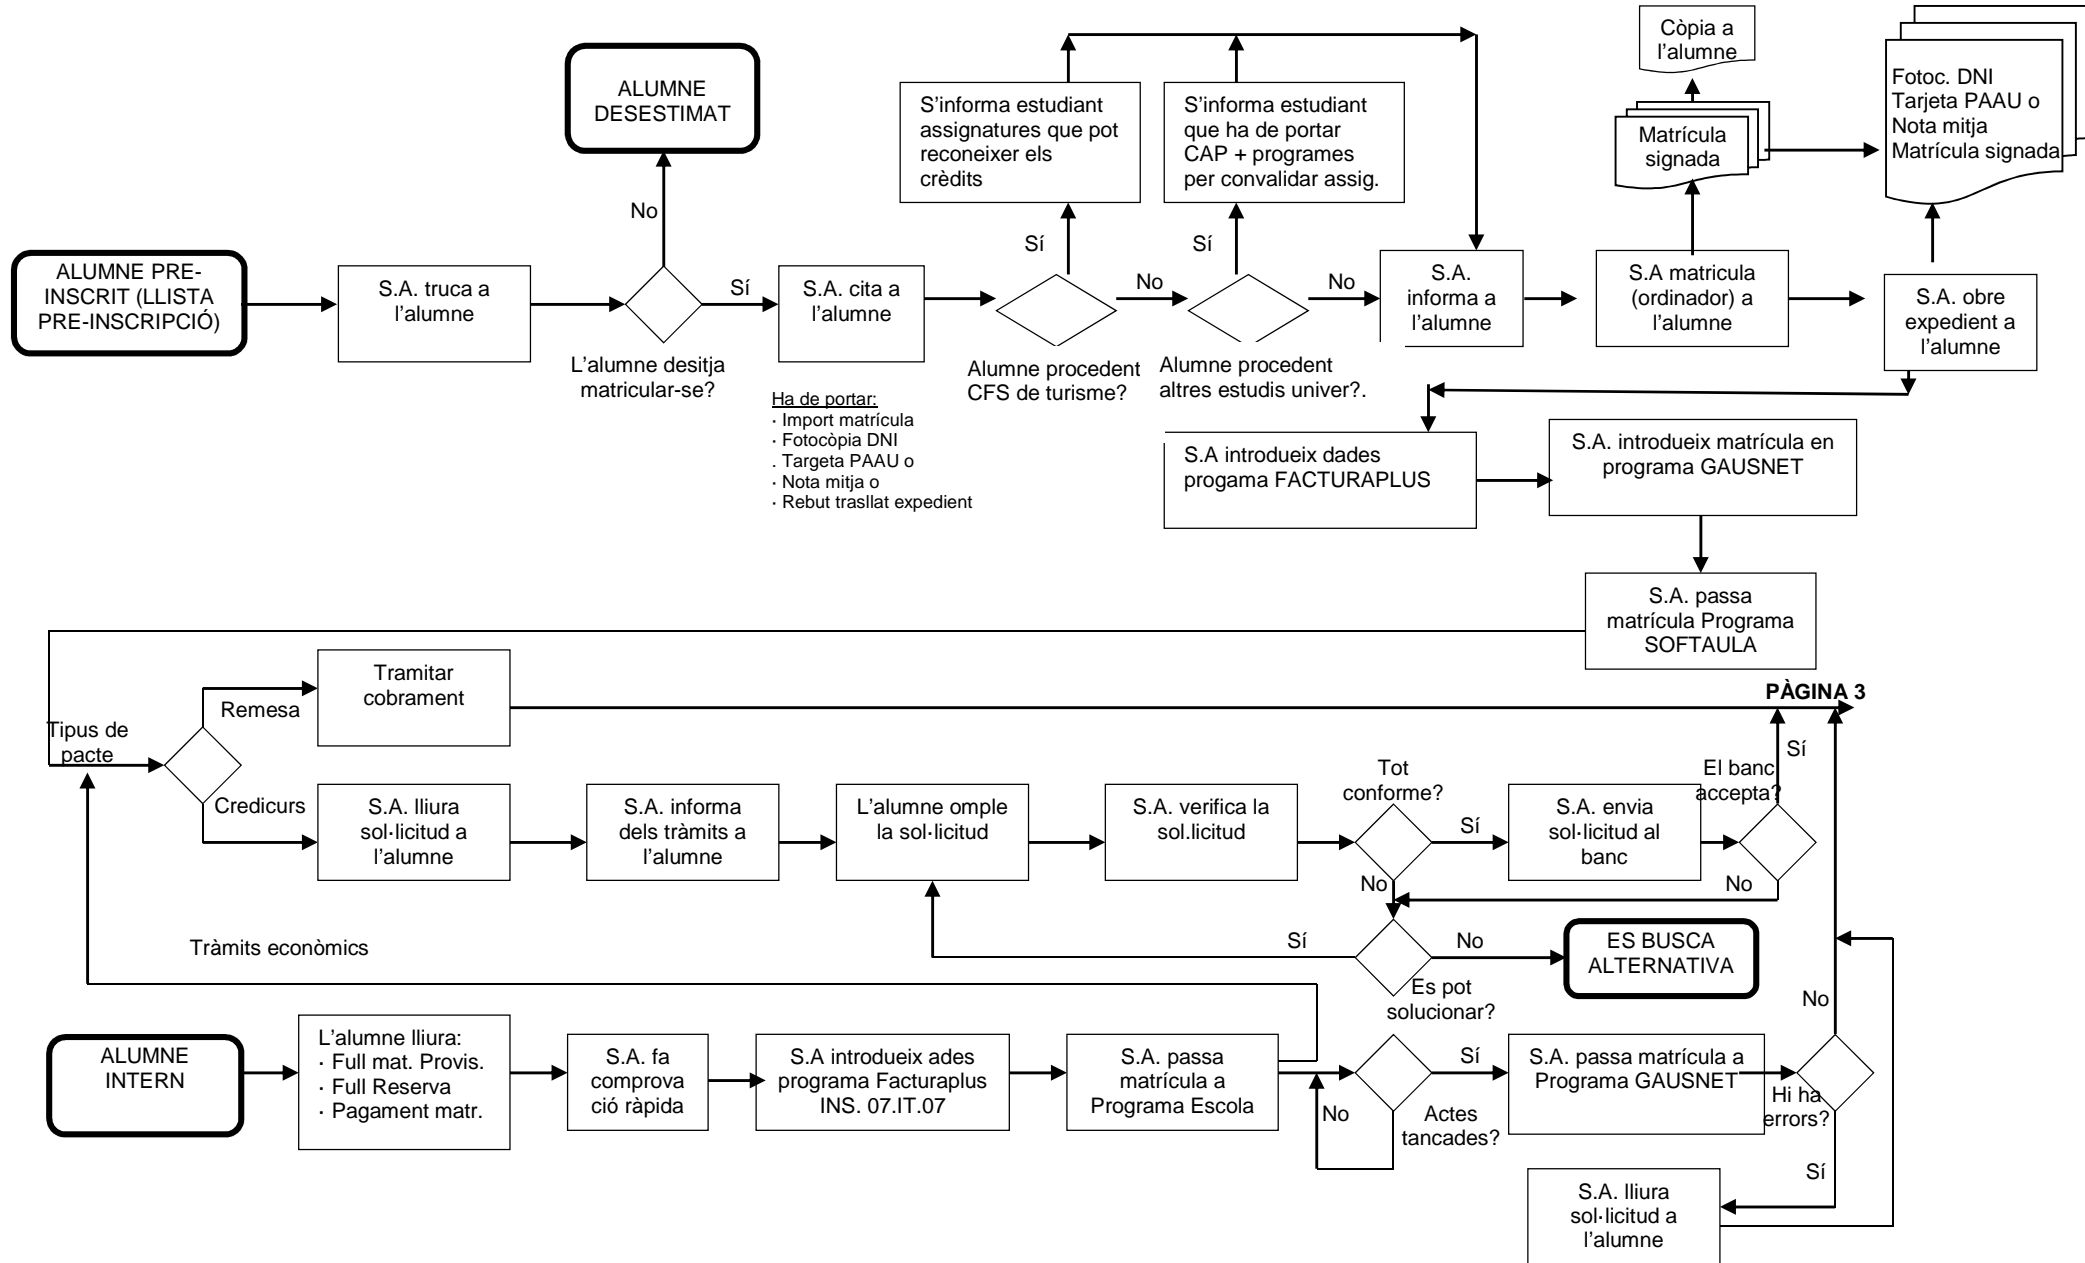 Còpia a
l’alumne
Fotoc. DNI
Tarjeta PAAU o
Nota mitja
Matrícula signada
Matrícula
signada
ALUMNE
DESESTIMAT
S’informa estudiant
assignatures que pot
reconeixer els
crèdits
S’informa estudiant
que ha de portar
CAP + programes
per convalidar assig.
No
Sí
Sí
ALUMNE PRE-
INSCRIT (LLISTA
PRE-INSCRIPCIÓ)
S.A. truca a
l’alumne
Sí
S.A. cita a
l’alumne
No
No
S.A.
informa a
l’alumne
S.A matricula
(ordinador) a
l’alumne
S.A. obre
expedient a
l’alumne
L’alumne desitja
matricular-se?
Alumne procedent
CFS de turisme?
Alumne procedent
altres estudis univer?.
Ha de portar:
· Import matrícula
· Fotocòpia DNI
. Targeta PAAU o
· Nota mitja o
· Rebut trasllat expedient
S.A introdueix dades
progama FACTURAPLUS
S.A. introdueix matrícula en
programa GAUSNET
S.A. passa
matrícula Programa
SOFTAULA
PÀGINA 3
Tipus de
pacte
Remesa
Tramitar
cobrament
Credicurs
S.A. lliura
sol·licitud a
l’alumne
S.A. informa
dels tràmits a
l’alumne
L’alumne omple
la sol·licitud
S.A. verifica la
sol.licitud
Tot
conforme?
Sí
S.A. envia
sol·licitud al
banc
El banc
accepta?
Sí
No
No
Tràmits econòmics
Sí
No
ES BUSCA
ALTERNATIVA
Es pot
solucionar?
ALUMNE
INTERN
L’alumne lliura:
· Full mat. Provis.
· Full Reserva
· Pagament matr.
S.A. fa
comprova
ció ràpida
S.A introdueix ades
programa Facturaplus
INS. 07.IT.07
S.A. passa
matrícula a
Programa Escola
No
Actes
tancades?
Sí
S.A. passa matrícula a
Programa GAUSNET
No
Hi ha
errors?
Sí
S.A. lliura
sol·licitud a
l’alumne